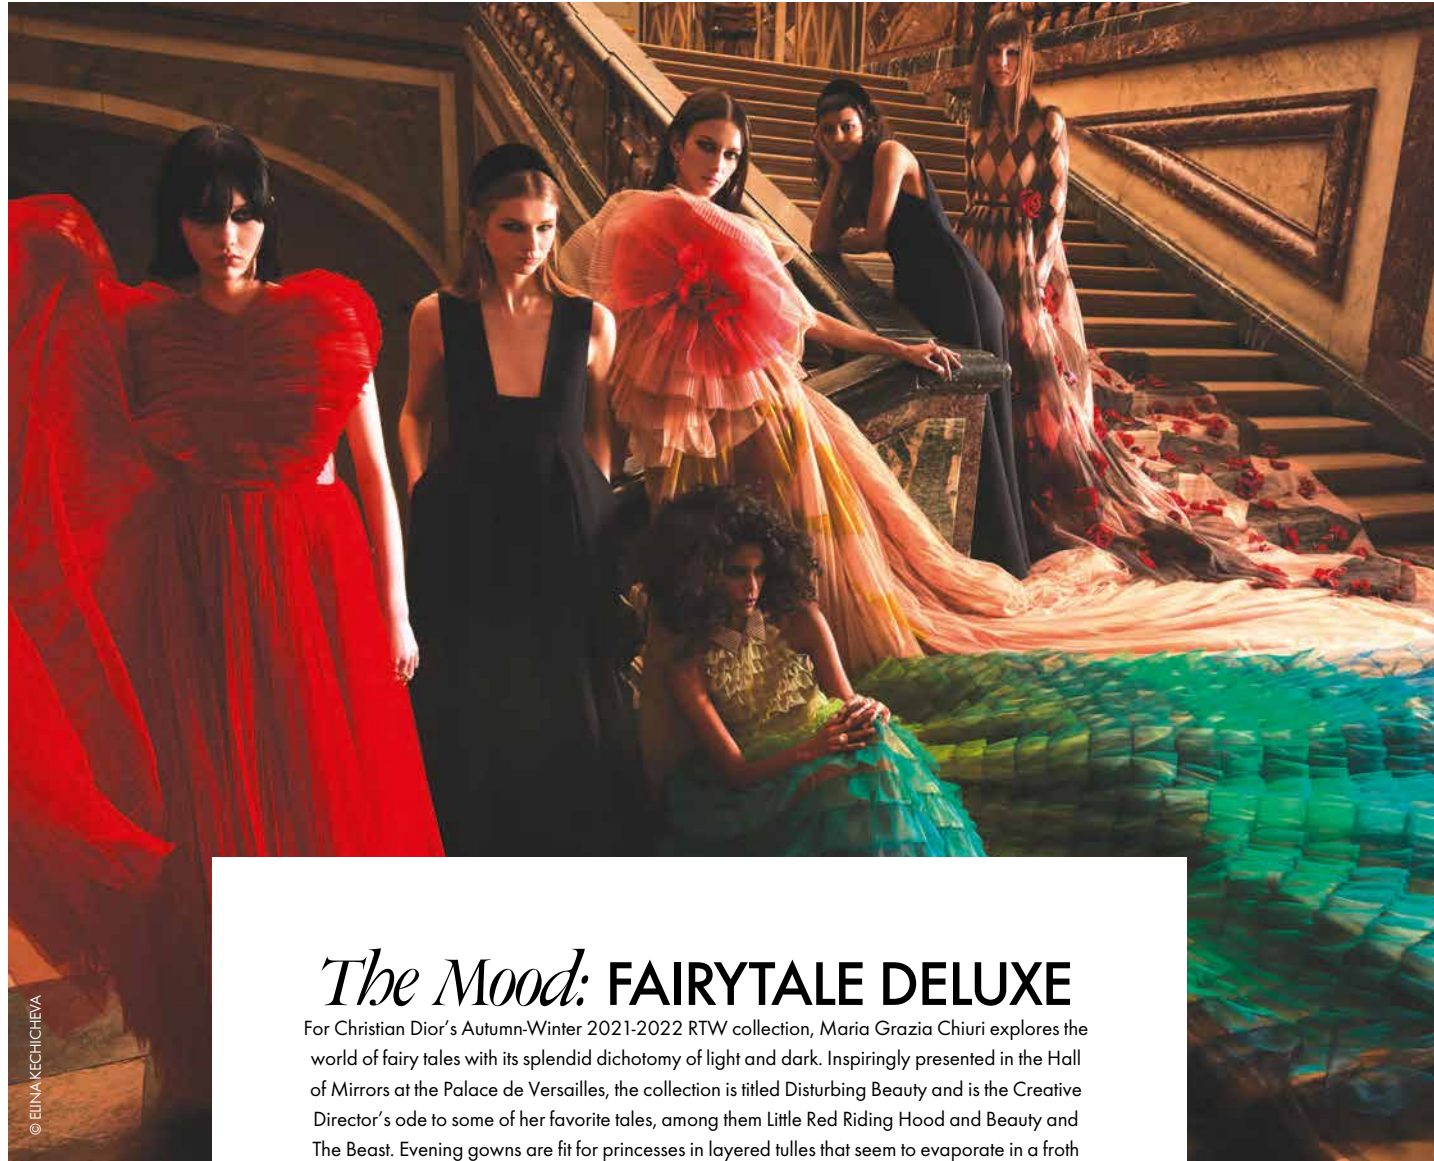 The Mood: FAIRYTALE DELUXE
For Christian Dior’s Autumn-Winter 2021-2022 RTW collection, Maria Grazia Chiuri explores the
world of fairy tales with its splendid dichotomy of light and dark. Inspiringly presented in the Hall
of Mirrors at the Palace de Versailles, the collection is titled Disturbing Beauty and is the Creative
Director’s ode to some of her favorite tales, among them Little Red Riding Hood and Beauty and
The Beast. Evening gowns are fit for princesses in layered tulles that seem to evaporate in a froth
© ELINA KECHICHEVA